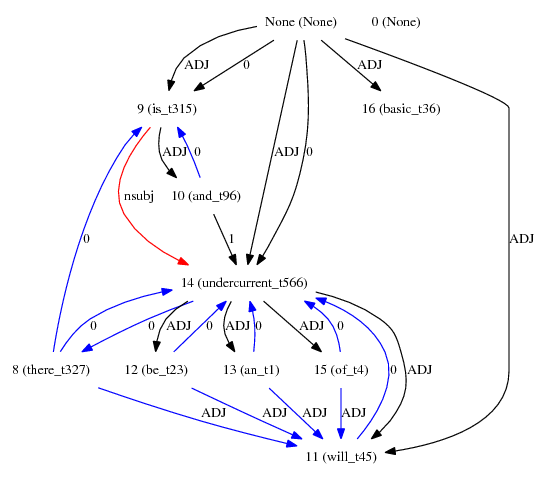 None (None) 0 (None)
ADJ 0 ADJ
9 (is_t315) 16 (basic_t36)
ADJ 0 ADJ 0
nsubj 10 (and_t96)
0 1 ADJ
14 (undercurrent_t566)
0 0 ADJ 0 ADJ 0 ADJ 0
8 (there_t327) 12 (be_t23) 13 (an_t1) 15 (of_t4) 0 ADJ
ADJ ADJ ADJ ADJ
11 (will_t45)